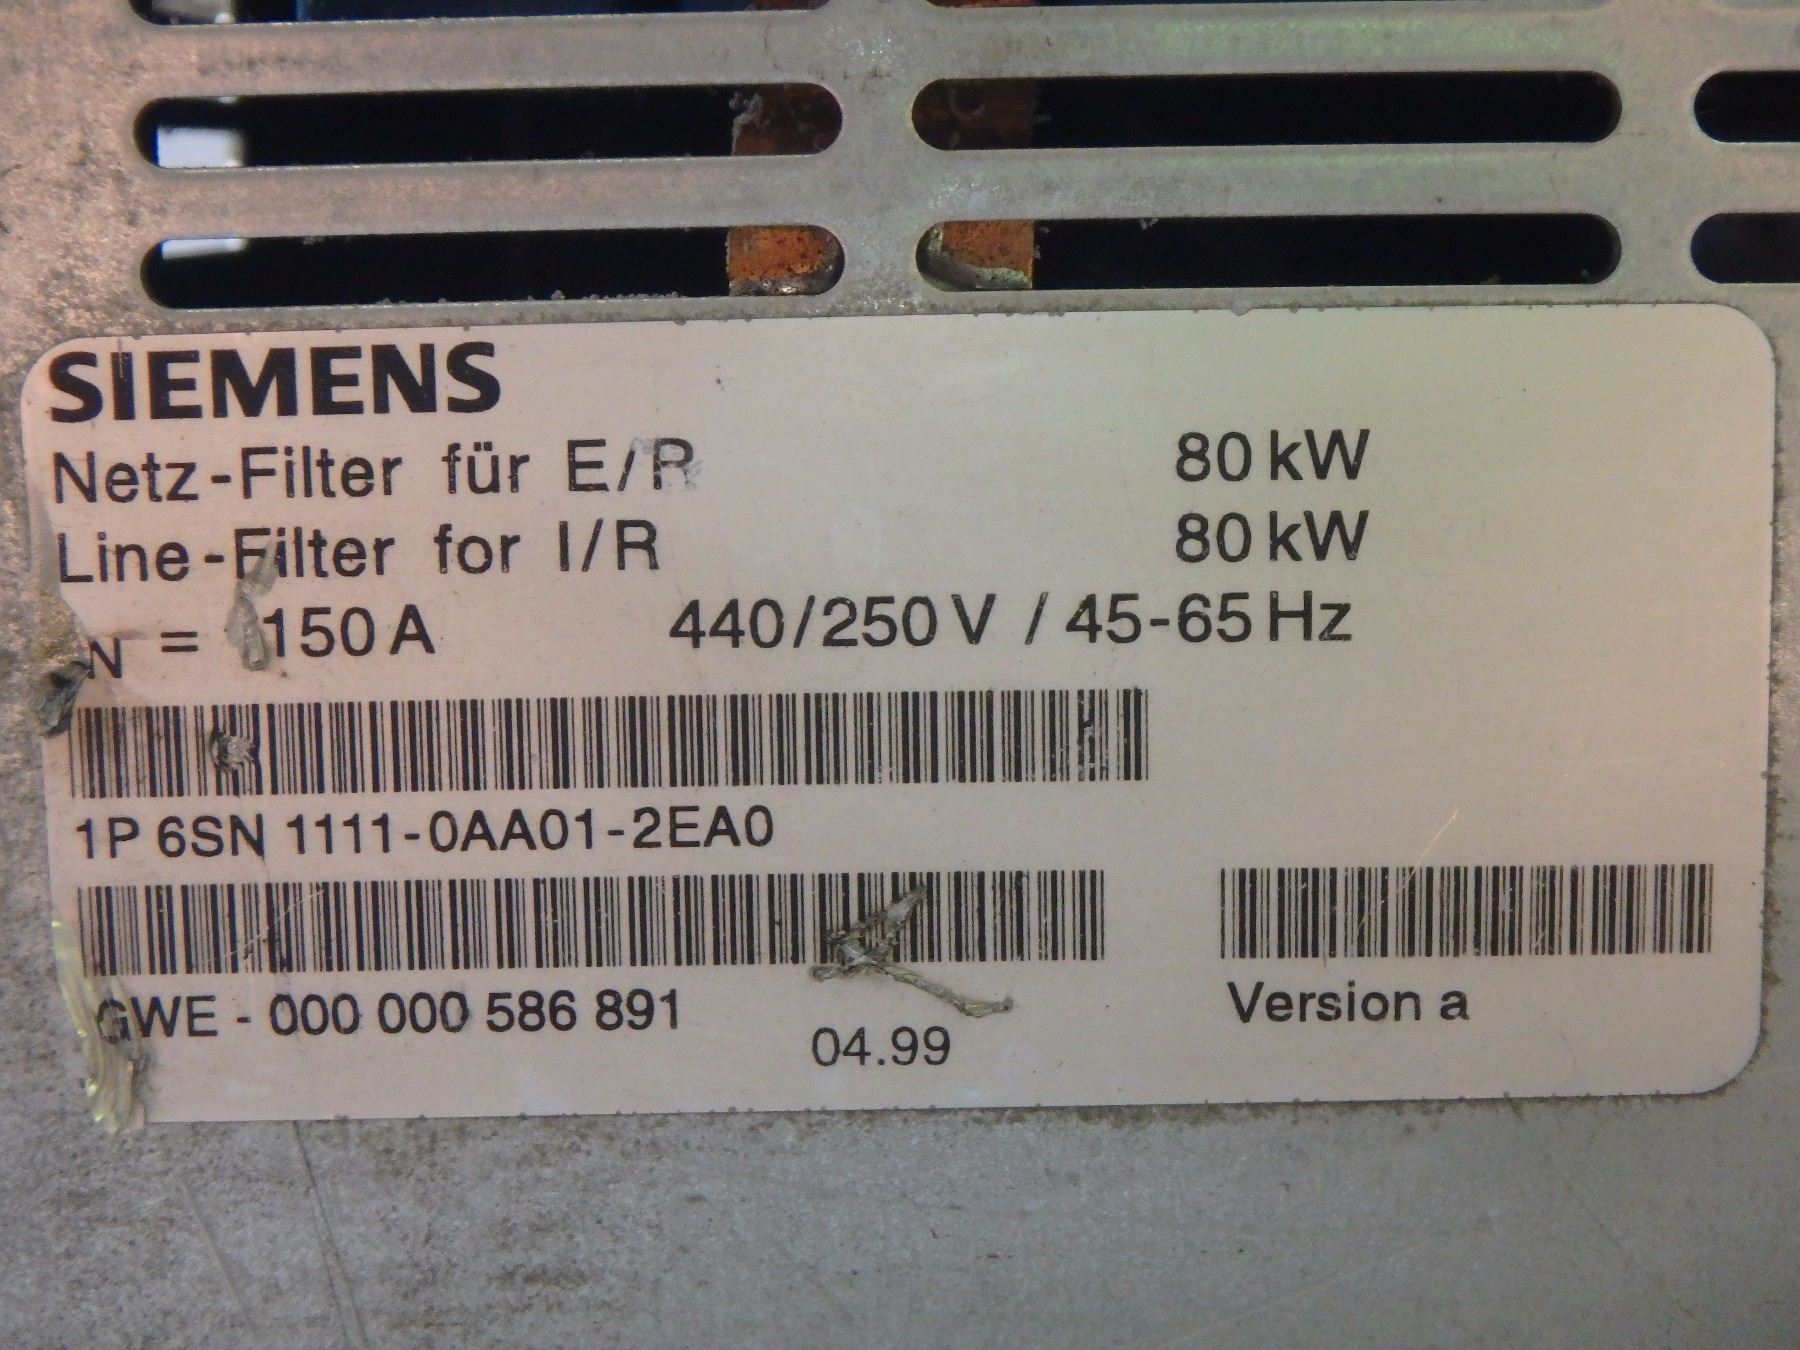 SIEMENS
Netz-Filter für E/R 80 kW
Line-Filter for I/R 80 kW
N = 150 A 440/250 V / 45-65 Hz
1P 6SN 1111-0AA01-2EA0
GWE - 000 000 586 891
04.99
Version a